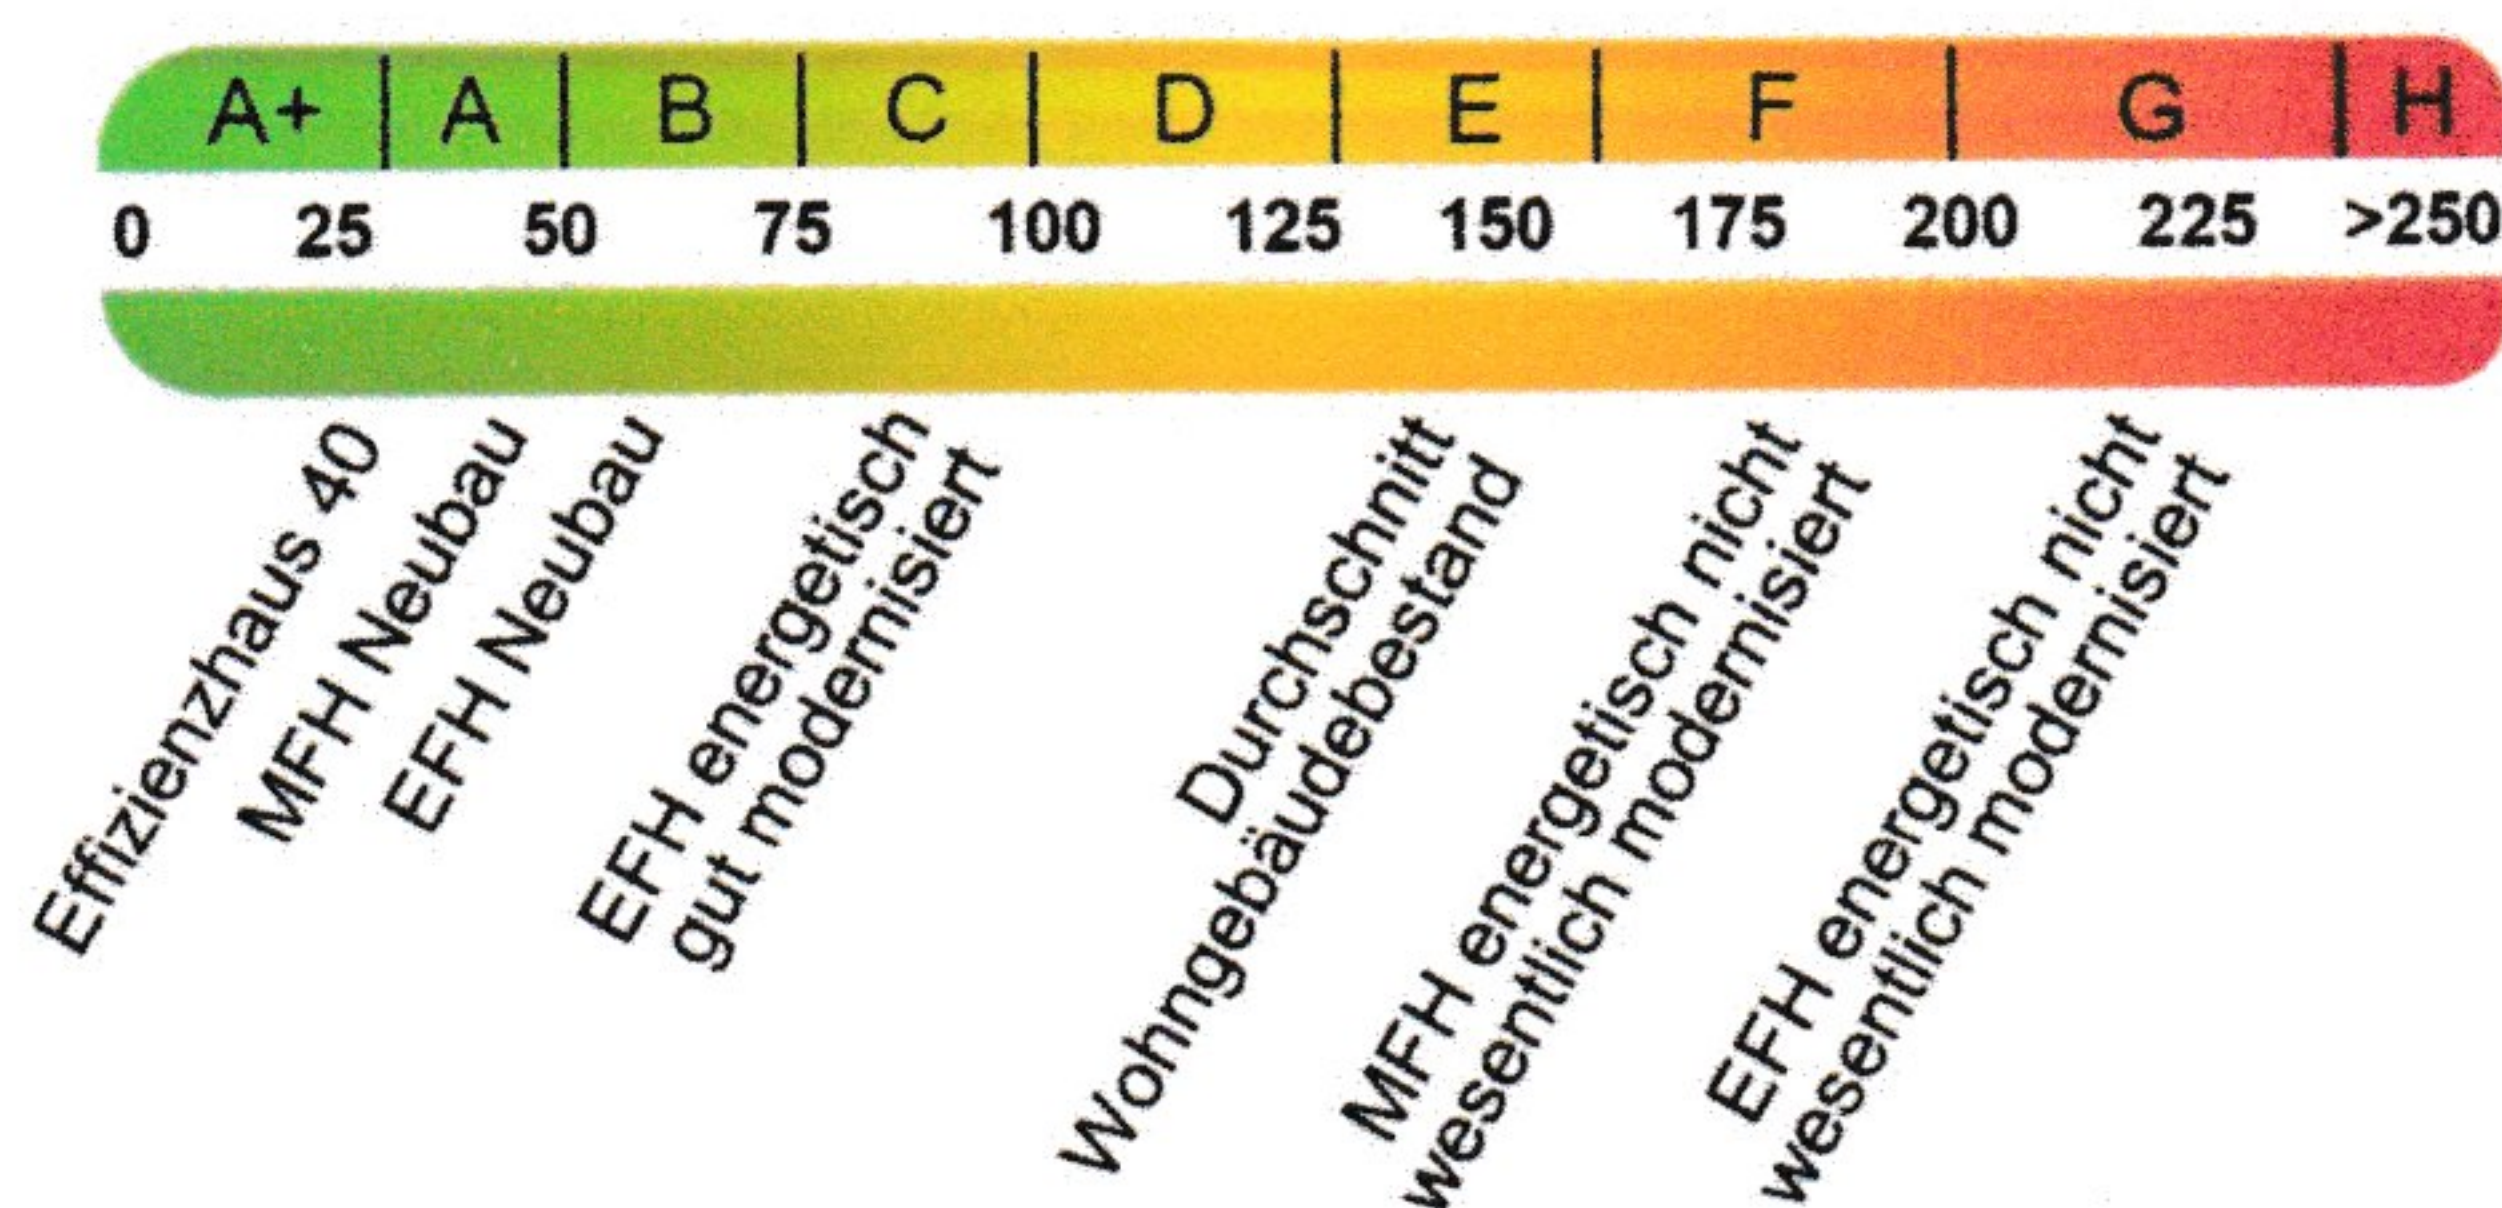 A+ | A | B | C | D | E | F | G | H
0 25 50 75 100 125 150 175 200 225 >250
Effizienzhaus 40
MFH Neubau
EFH Neubau
EFH energetisch
gut modernisiert
Durchschnitt
Wohngebäudebestand
MFH energetisch nicht
wesentlich modernisiert
EFH energetisch nicht
wesentlich modernisiert